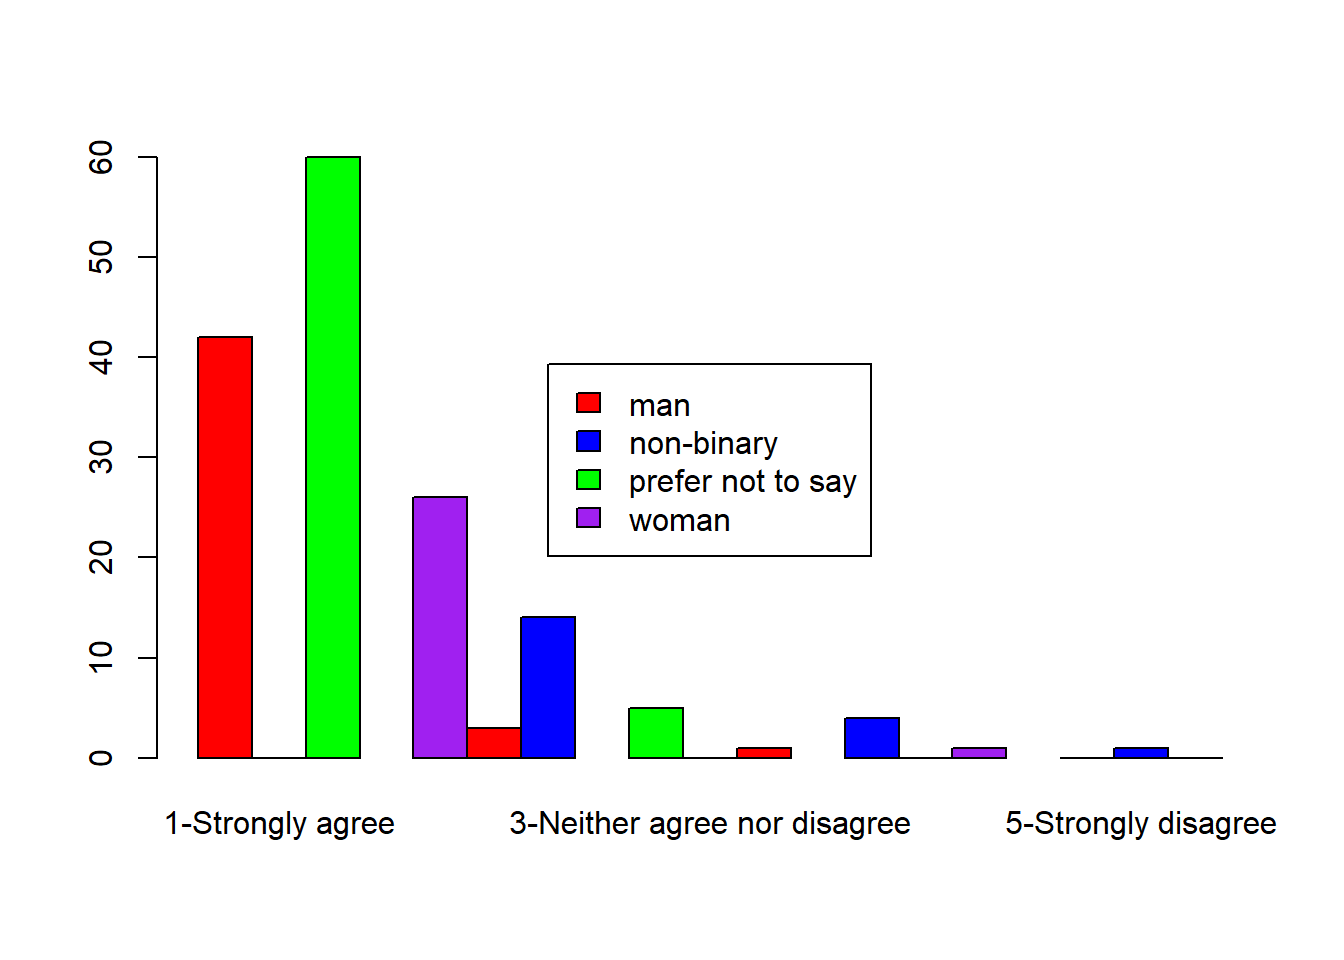 60
50
40
30
20
10
0
man
non-binary
prefer not to say
woman
1-Strongly agree
3-Neither agree nor disagree
5-Strongly disagree